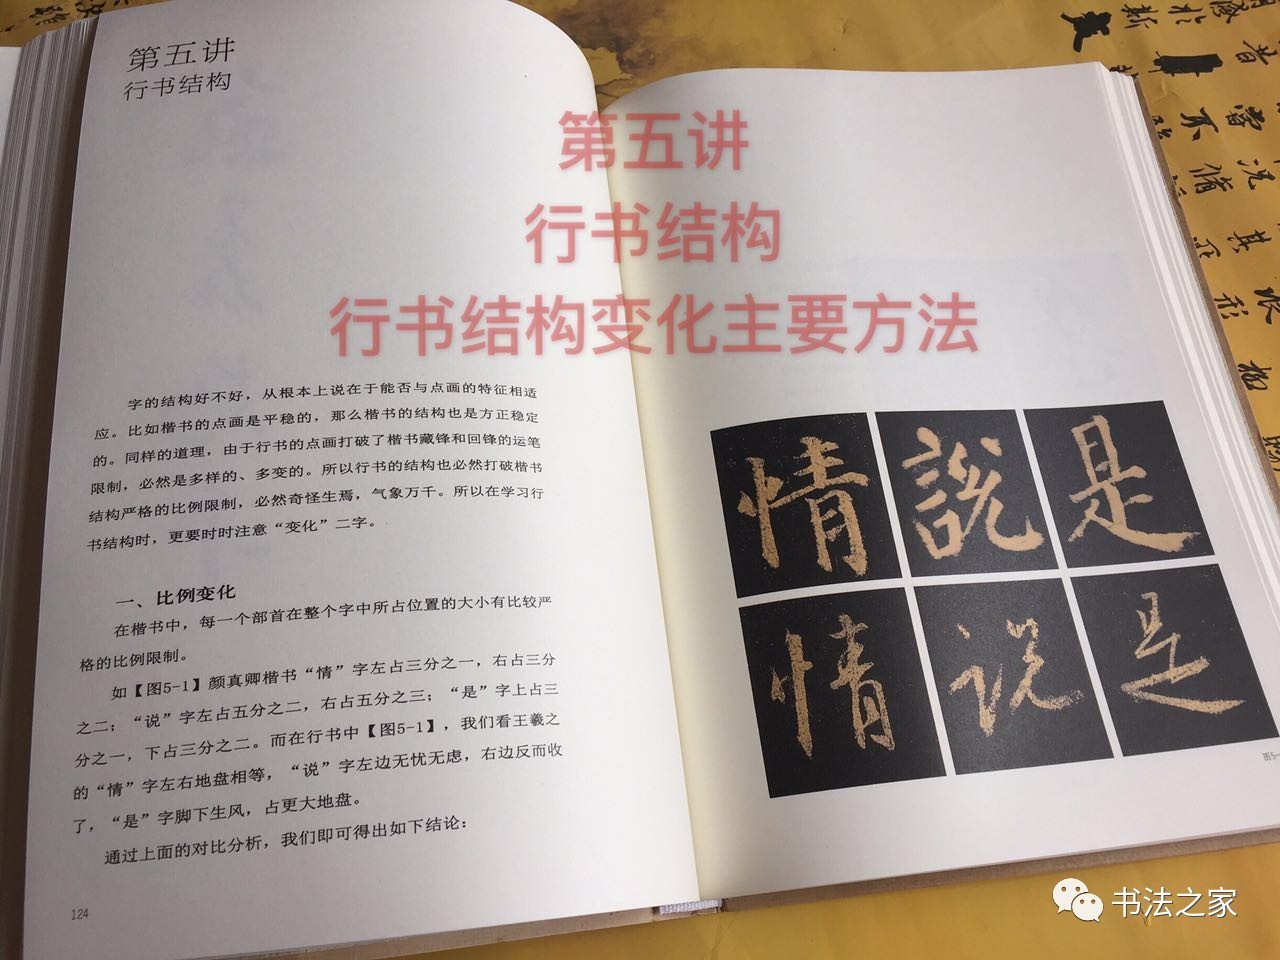 第五讲
行书结构
第五讲
行书结构
行书结构变化主要方法
字的结构好不好，从根本上说在于能否与点画的特征相适
应。比如楷书的点画是平稳的，那么楷书的结构也是方正稳定
的。同样的道理，由于行书的点画打破了楷书藏锋和回锋的运笔
限制，必然是多样的、多变的。所以行书的结构也必然打破楷书
结构严格的比例限制，必然奇怪生焉，气象万千。所以在学习行
书结构时，更要时时注意“变化”二字。
一、比例变化
在楷书中，每一个部首在整个字中所占位置的大小有比较严
格的比例限制。
如【图5-1】颜真卿楷书“情”字左占三分之一，右占三分
之二；“说”字左占五分之二，右占五分之三；“是”字上占三
分之一，下占三分之二。而在行书中【图5-1】，我们看王羲之
的“情”字左右地盘相等，“说”字左边无忧无虑，右边反而收
了，“是”字脚下生风，占更大地盘。
通过上面的对比分析，我们即可得出如下结论：
124
情 說 是
情 说 是
图5-
书法之家